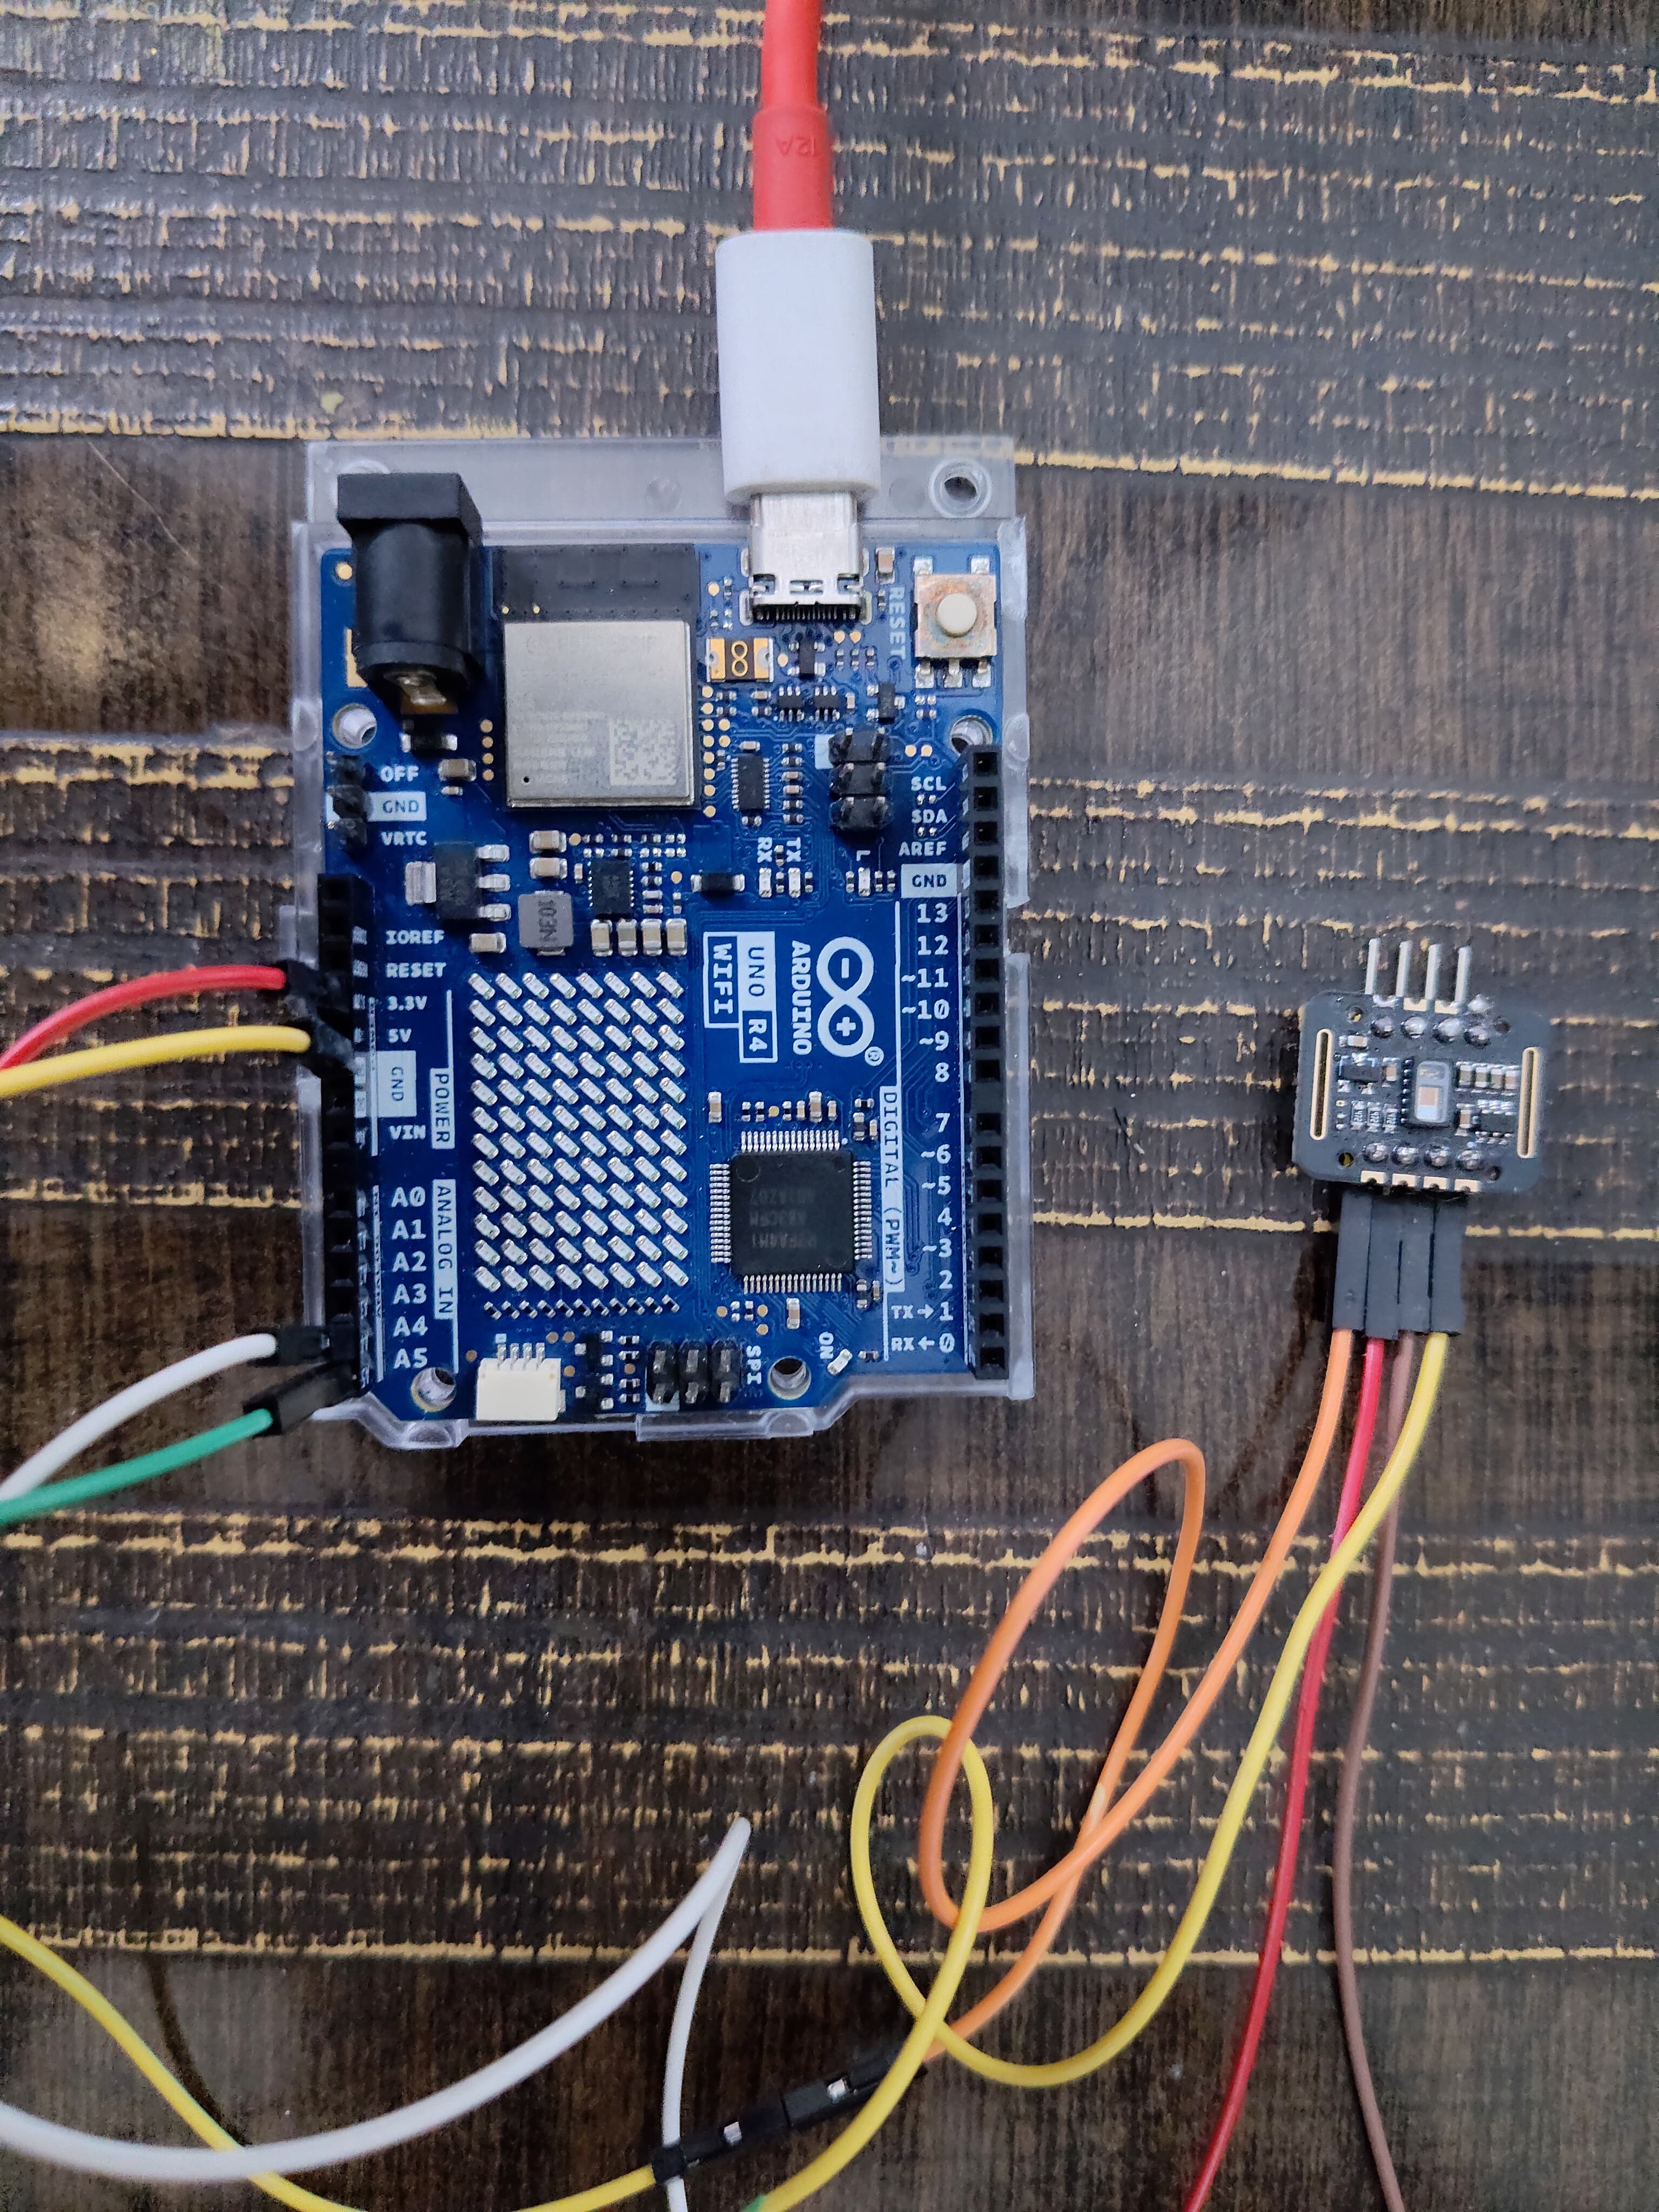 12A
8
RESET
OFF
GND
VRTC
SCL
SDA
AREF
GND
RX
TX
L
13
12
~11
~10
~9
8
IOREF
RESET
3.3V
5V
GND
VIN
POWER
ARDUINO
®
UNO R4
WIFI
7
~6
~5
4
~3
2
TX→1
RX←0
DIGITAL (PWM~)
A0
A1
A2
A3
A4
A5
ANALOG IN
SPI
ON